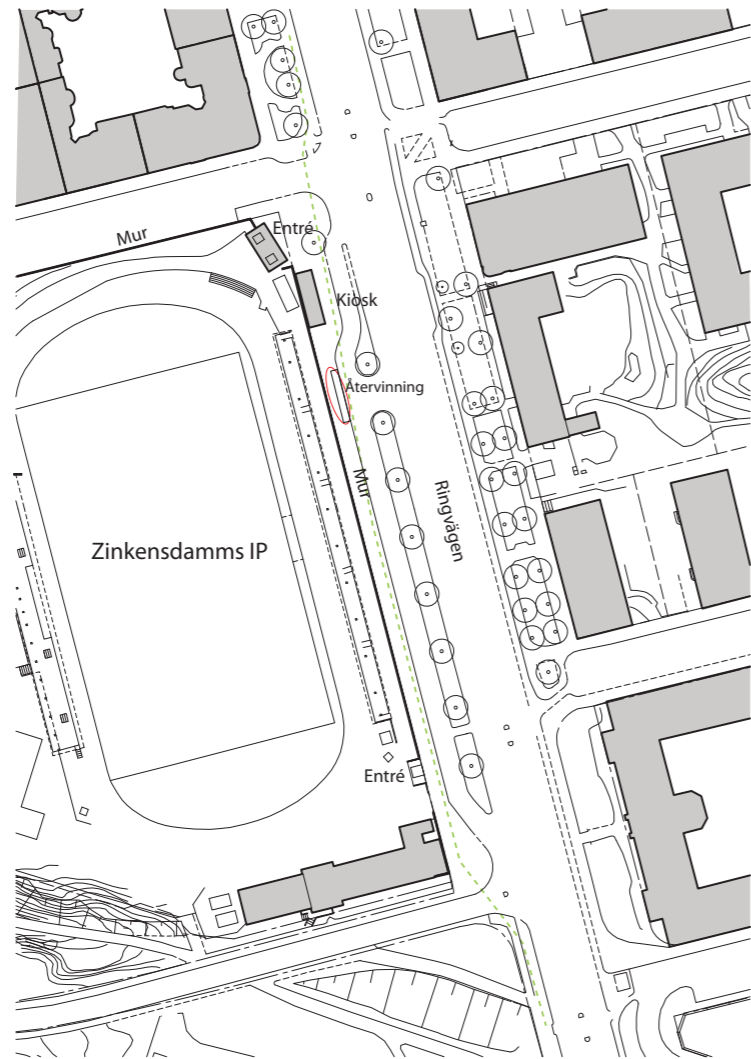 Mur
Entré
Kiosk
Återvinning
Mur
Ringvägen
Zinkensdamms IP
Entré